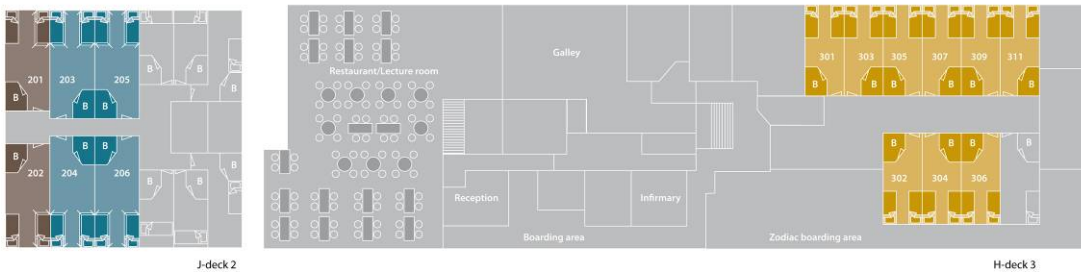 201
203
205
B
B
B
B
B
B
B
B
B
B
202
204
206
J-deck 2
Restaurant/Lecture room
Galley
Reception
Infirmary
Boarding area
Zodiac boarding area
301
303
305
307
309
311
B
B
B
B
B
B
B
B
B
B
302
304
306
H-deck 3